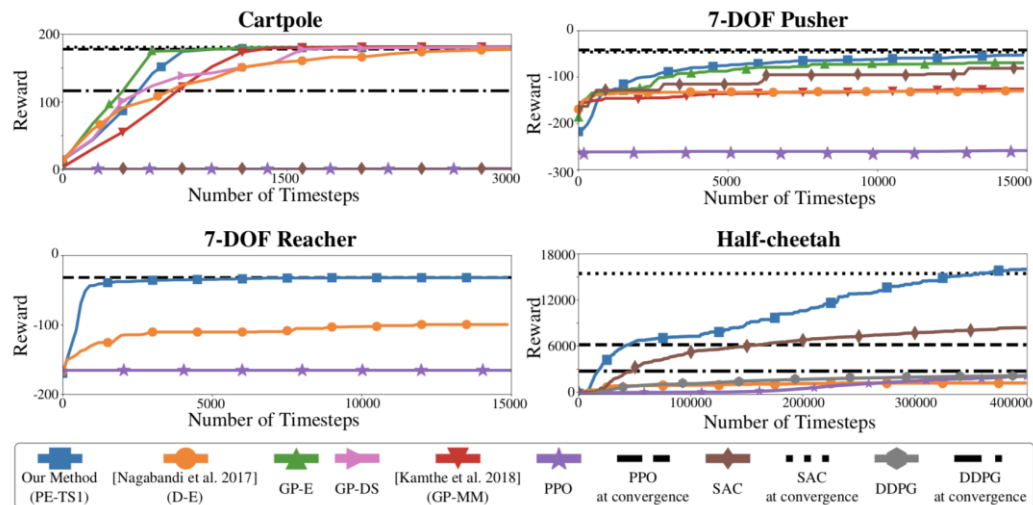 Cartpole
200
100
0
0
1500
3000
Reward
Number of Timesteps
7-DOF Pusher
0
-100
-200
-300
0
5000
10000
15000
Reward
Number of Timesteps
7-DOF Reacher
0
-100
-200
0
5000
10000
15000
Reward
Number of Timesteps
Half-cheetah
18000
12000
6000
0
0
100000
200000
300000
400000
Reward
Number of Timesteps
Our Method
(PE-TS1)
[Nagabandi et al. 2017]
(D-E)
GP-E
GP-DS
[Kamthe et al. 2018]
(GP-MM)
PPO
PPO
at convergence
SAC
SAC
at convergence
DDPG
DDPG
at convergence